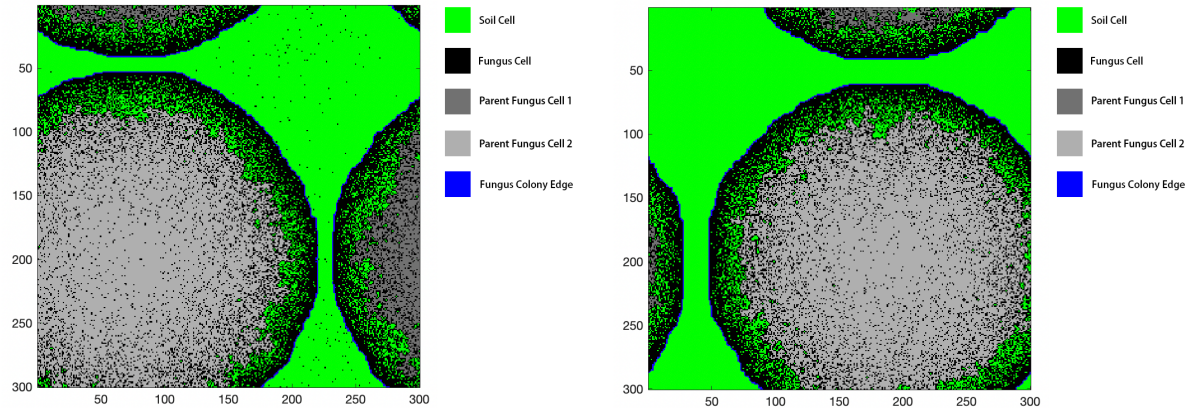 Soil Cell
50
Fungus Cell
Parent Fungus Cell 1
100
Parent Fungus Cell 2
150
Fungus Colony Edge
200
250
300
50 100 150 200 250 300
Soil Cell
50
Fungus Cell
Parent Fungus Cell 1
100
Parent Fungus Cell 2
150
Fungus Colony Edge
200
250
300
50 100 150 200 250 300